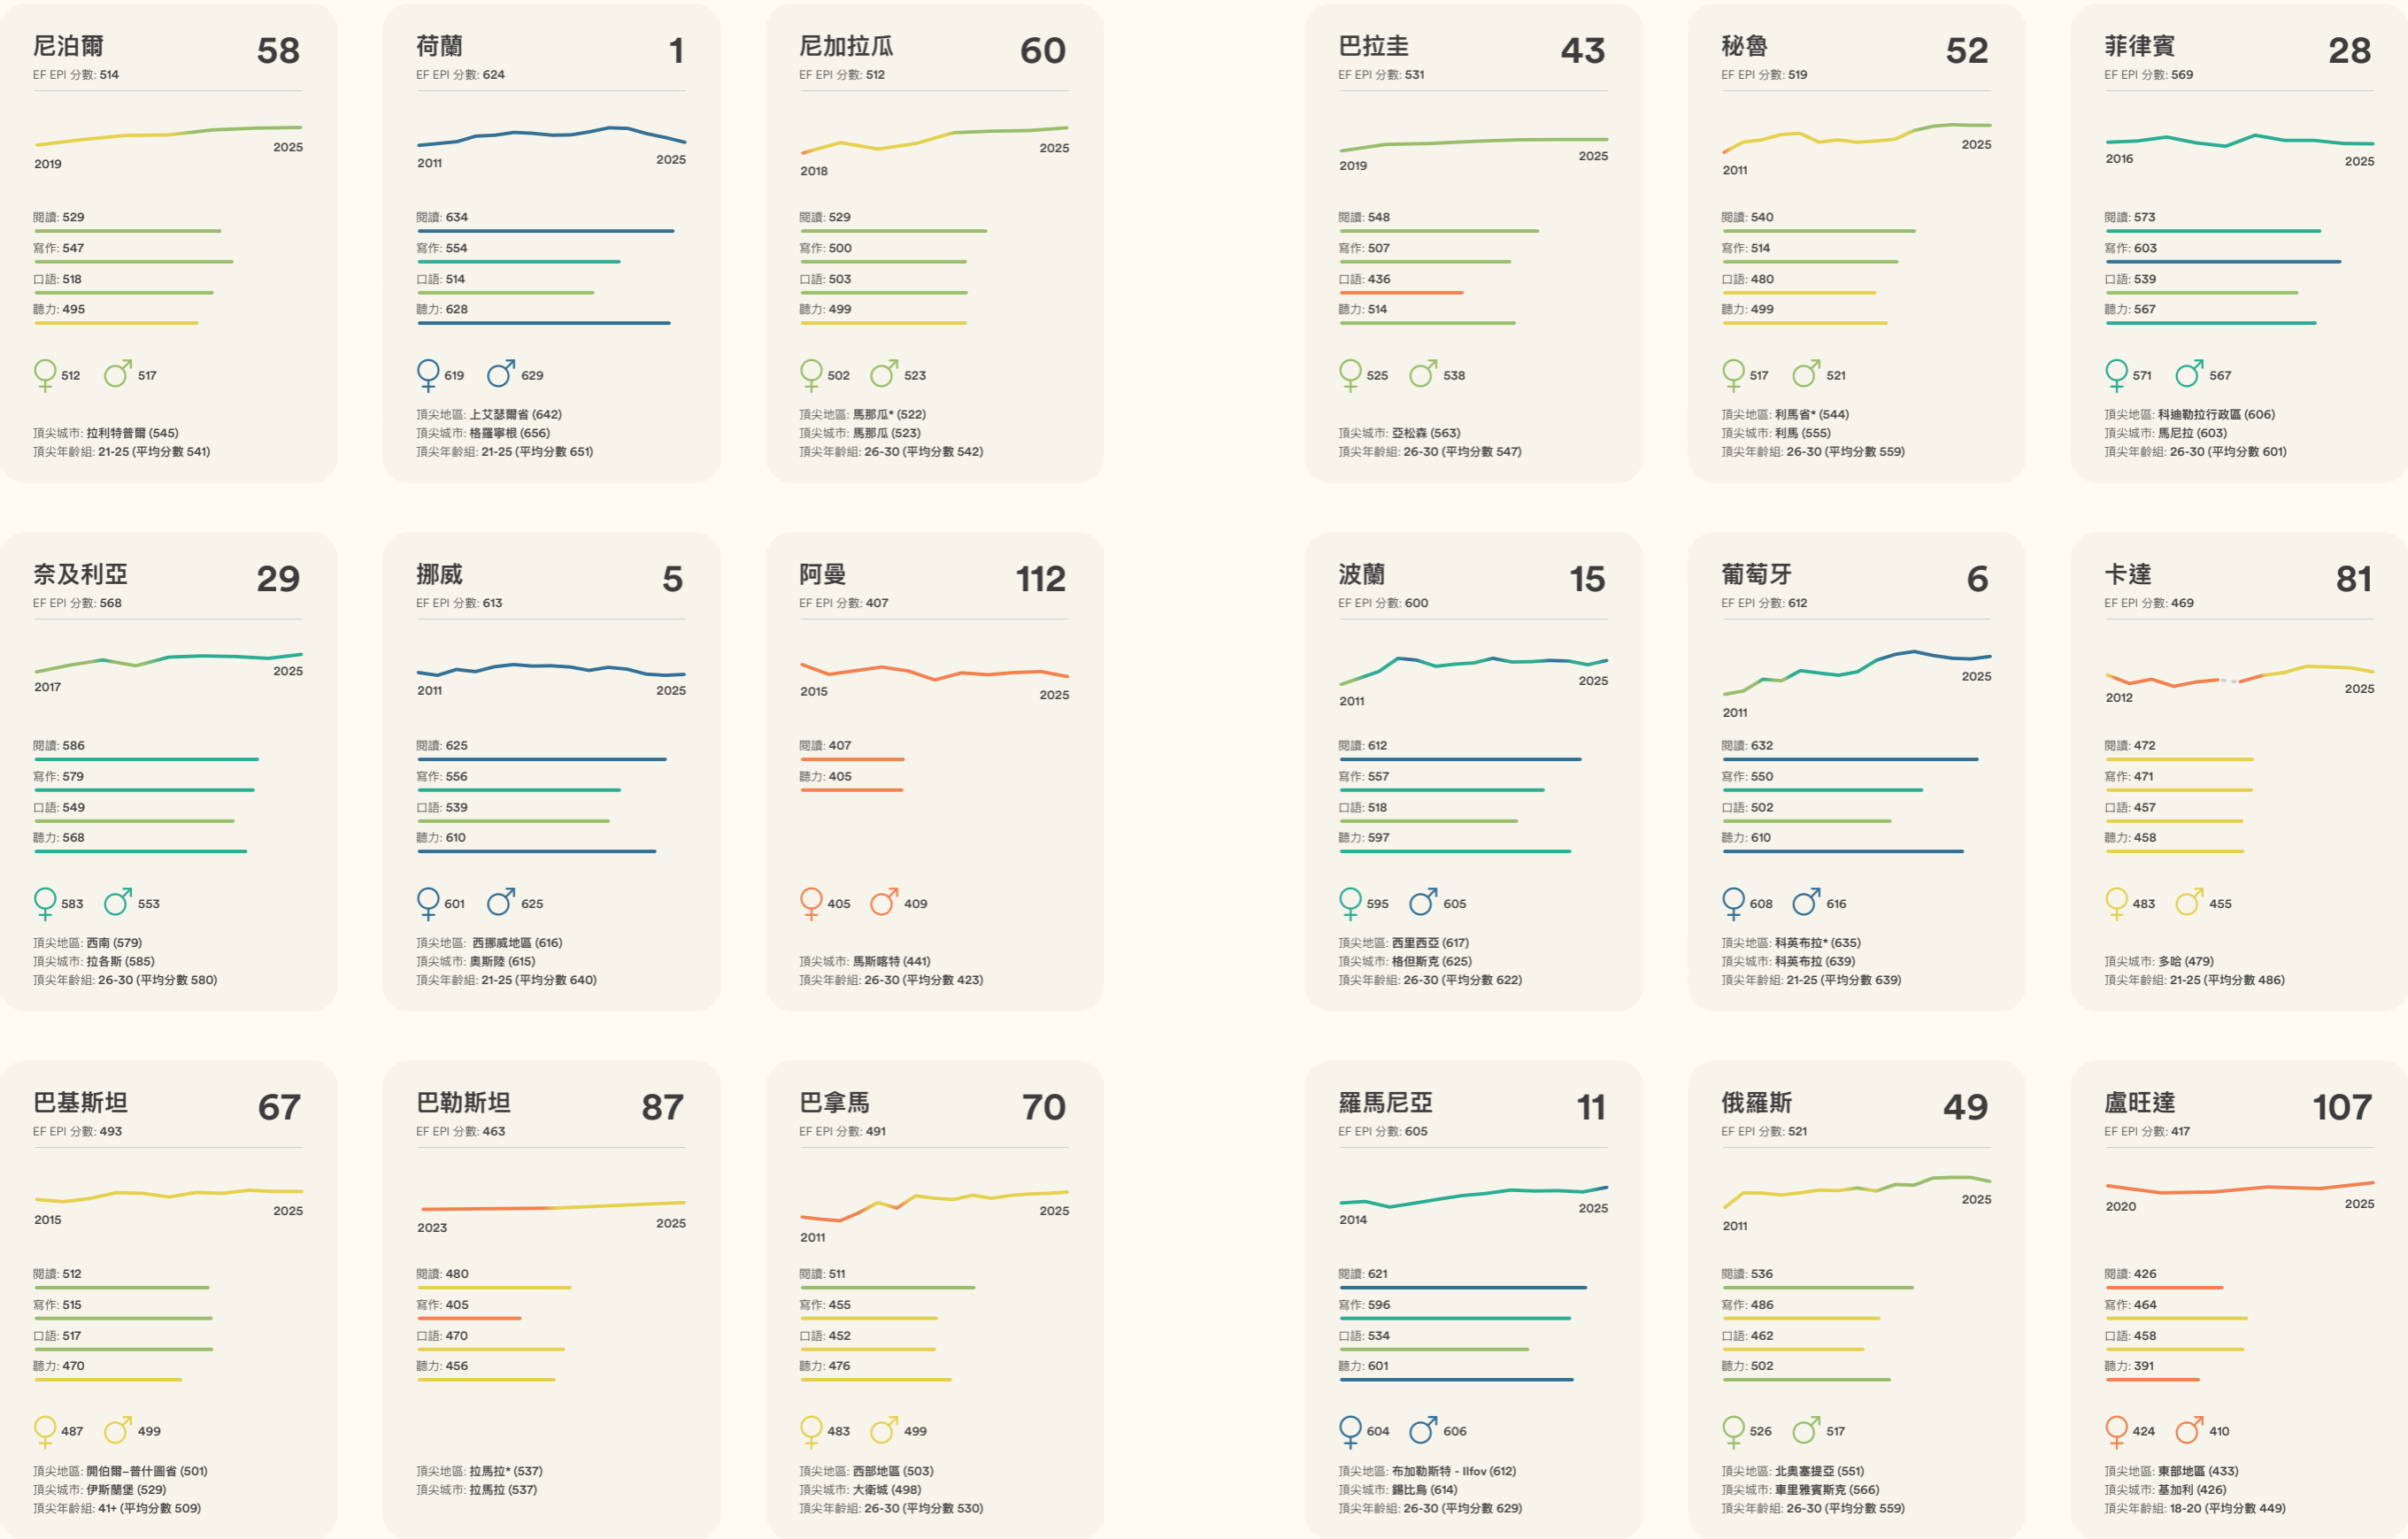 尼泊爾
58
EF EPI 分數: 514
2019
2025
閱讀: 529
寫作: 547
口語: 518
聽力: 495
512
517
頂尖城市: 拉利特普爾 (545)
頂尖年齡組: 21-25 (平均分數 541)
荷蘭
1
EF EPI 分數: 624
2011
2025
閱讀: 634
寫作: 554
口語: 514
聽力: 628
619
629
頂尖地區: 上艾瑟爾省 (642)
頂尖城市: 格羅寧根 (656)
頂尖年齡組: 21-25 (平均分數 651)
尼加拉瓜
60
EF EPI 分數: 512
2018
2025
閱讀: 529
寫作: 500
口語: 503
聽力: 499
502
523
頂尖地區: 馬那瓜* (522)
頂尖城市: 馬那瓜 (523)
頂尖年齡組: 26-30 (平均分數 542)
巴拉圭
43
EF EPI 分數: 531
2019
2025
閱讀: 548
寫作: 507
口語: 436
聽力: 514
525
538
頂尖城市: 亞松森 (563)
頂尖年齡組: 26-30 (平均分數 547)
秘魯
52
EF EPI 分數: 519
2011
2025
閱讀: 540
寫作: 514
口語: 480
聽力: 499
517
521
頂尖地區: 利馬省* (544)
頂尖城市: 利馬 (555)
頂尖年齡組: 26-30 (平均分數 559)
菲律賓
28
EF EPI 分數: 569
2016
2025
閱讀: 573
寫作: 603
口語: 539
聽力: 567
571
567
頂尖地區: 科迪勒拉行政區 (606)
頂尖城市: 馬尼拉 (603)
頂尖年齡組: 26-30 (平均分數 601)
奈及利亞
29
EF EPI 分數: 568
2017
2025
閱讀: 586
寫作: 579
口語: 549
聽力: 568
583
553
頂尖地區: 西南 (579)
頂尖城市: 拉各斯 (585)
頂尖年齡組: 26-30 (平均分數 580)
挪威
5
EF EPI 分數: 613
2011
2025
閱讀: 625
寫作: 556
口語: 539
聽力: 610
601
625
頂尖地區: 西挪威地區 (616)
頂尖城市: 奧斯陸 (615)
頂尖年齡組: 21-25 (平均分數 640)
阿曼
112
EF EPI 分數: 407
2015
2025
閱讀: 407
聽力: 405
405
409
頂尖城市: 馬斯喀特 (441)
頂尖年齡組: 26-30 (平均分數 423)
波蘭
15
EF EPI 分數: 600
2011
2025
閱讀: 612
寫作: 557
口語: 518
聽力: 597
595
605
頂尖地區: 西里西亞 (617)
頂尖城市: 格但斯克 (625)
頂尖年齡組: 26-30 (平均分數 622)
葡萄牙
6
EF EPI 分數: 612
2011
2025
閱讀: 632
寫作: 550
口語: 502
聽力: 610
608
616
頂尖地區: 科英布拉* (635)
頂尖城市: 科英布拉 (639)
頂尖年齡組: 21-25 (平均分數 639)
卡達
81
EF EPI 分數: 469
2012
2025
閱讀: 472
寫作: 471
口語: 457
聽力: 458
483
455
頂尖城市: 多哈 (479)
頂尖年齡組: 21-25 (平均分數 486)
巴基斯坦
67
EF EPI 分數: 493
2015
2025
閱讀: 512
寫作: 515
口語: 517
聽力: 470
487
499
頂尖地區: 開伯爾–普什圖省 (501)
頂尖城市: 伊斯蘭堡 (529)
頂尖年齡組: 41+ (平均分數 509)
巴勒斯坦
87
EF EPI 分數: 463
2023
2025
閱讀: 480
寫作: 405
口語: 470
聽力: 456
頂尖地區: 拉馬拉* (537)
頂尖城市: 拉馬拉 (537)
巴拿馬
70
EF EPI 分數: 491
2011
2025
閱讀: 511
寫作: 455
口語: 452
聽力: 476
483
499
頂尖地區: 西部地區 (503)
頂尖城市: 大衛城 (498)
頂尖年齡組: 26-30 (平均分數 530)
羅馬尼亞
11
EF EPI 分數: 605
2014
2025
閱讀: 621
寫作: 596
口語: 534
聽力: 601
604
606
頂尖地區: 布加勒斯特 - Ilfov (612)
頂尖城市: 錫比烏 (614)
頂尖年齡組: 26-30 (平均分數 629)
俄羅斯
49
EF EPI 分數: 521
2011
2025
閱讀: 536
寫作: 486
口語: 462
聽力: 502
526
517
頂尖地區: 北奧塞提亞 (551)
頂尖城市: 車里雅賓斯克 (566)
頂尖年齡組: 26-30 (平均分數 559)
盧旺達
107
EF EPI 分數: 417
2020
2025
閱讀: 426
寫作: 464
口語: 458
聽力: 391
424
410
頂尖地區: 東部地區 (433)
頂尖城市: 基加利 (426)
頂尖年齡組: 18-20 (平均分數 449)